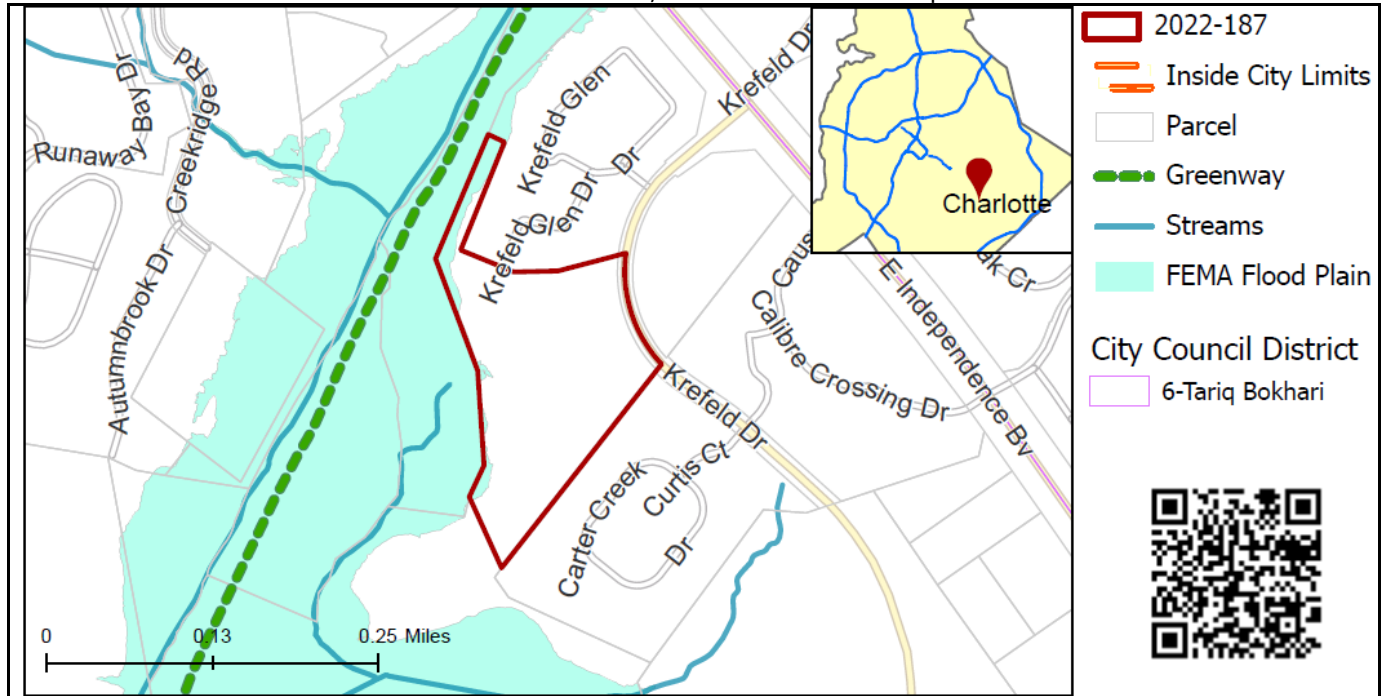 Runaway Bay Dr
Creekridge Rd
Autumnbrook Dr
Krefeld Glen Dr
Krefeld Glen Dr
Krefeld Dr
Krefeld Dr
Calibre Crossing Dr
E Independence Bv
Curtis Ct
Carter Creek Dr
Charlotte
0 0.13 0.25 Miles
2022-187
Inside City Limits
Parcel
Greenway
Streams
FEMA Flood Plain
City Council District
6-Tariq Bokhari